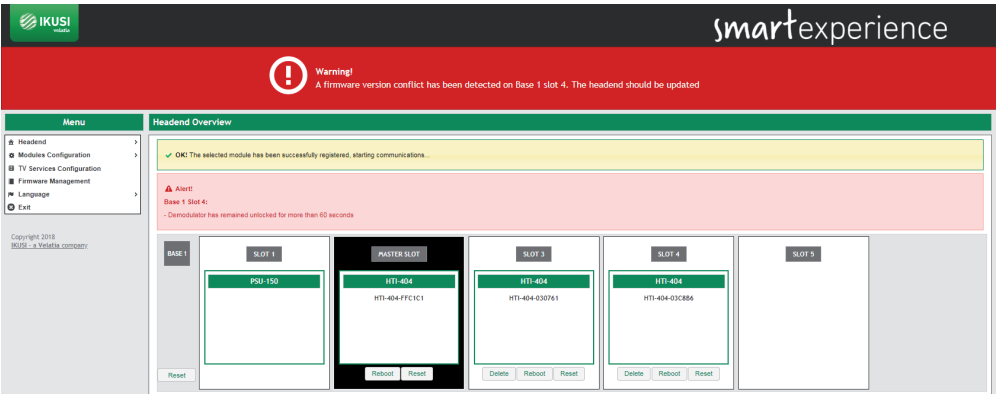 IKUSI
velatia
smartexperience
Warning!
A firmware version conflict has been detected on Base 1 slot 4. The headend should be updated
Menu
Headend
Modules Configuration
TV Services Configuration
Firmware Management
Language
Exit
Copyright 2018
IKUSI - a Velatia company
Headend Overview
OK! The selected module has been successfully registered, starting communications...
Alert!
Base 1 Slot 4:
- Demodulator has remained unlocked for more than 60 seconds
BASE 1
Reset
SLOT 1
PSU-150
MASTER SLOT
HTI-404
HTI-404-FFC1C1
Reboot Reset
SLOT 3
HTI-404
HTI-404-030761
Delete Reboot Reset
SLOT 4
HTI-404
HTI-404-03C8B6
Delete Reboot Reset
SLOT 5